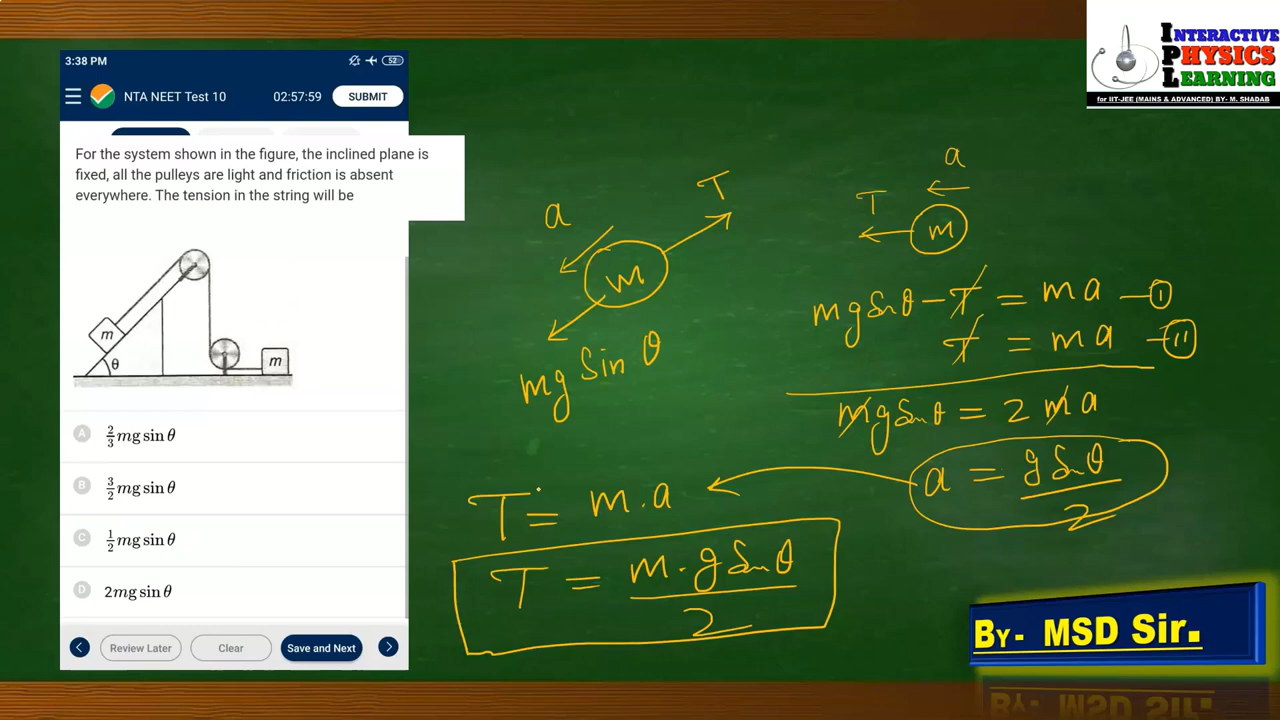 INTERACTIVE
PHYSICS
LEARNING
for IIT-JEE (MAINS & ADVANCED) BY- M. SHADAB
3:38 PM
52
NTA NEET Test 10
02:57:59
SUBMIT
For the system shown in the figure, the inclined plane is
fixed, all the pulleys are light and friction is absent
everywhere. The tension in the string will be
m
θ
m
A 2/3 mg sin θ
B 3/2 mg sin θ
C 1/2 mg sin θ
D 2mg sin θ
Review Later
Clear
Save and Next
a
T
m
mg Sin θ
a
T
m
mg Sin θ - T = ma - I
T = ma - II
mg Sin θ = 2 ma
a = g Sin θ / 2
T = m . a
T = m . g Sin θ / 2
BY- MSD Sir.